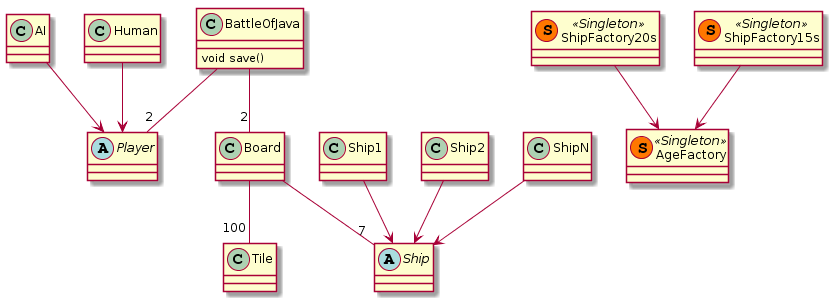 C AI
C Human
C BattleOfJava
void save()
S «Singleton»
ShipFactory20s
S «Singleton»
ShipFactory15s
2
2
A Player
C Board
C Ship1
C Ship2
C ShipN
S «Singleton»
AgeFactory
100
7
C Tile
A Ship